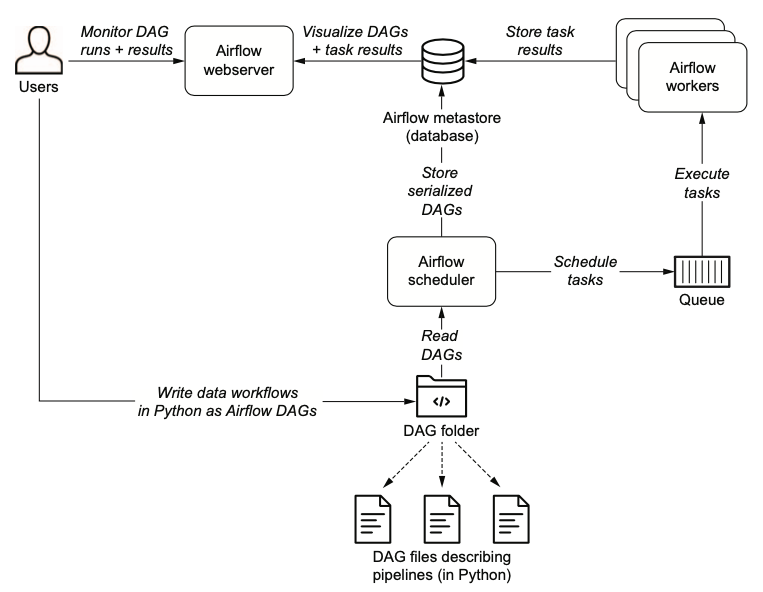 Monitor DAG
runs + results
Visualize DAGs
+ task results
Store task
results
Users
Airflow
webserver
Airflow
workers
Airflow metastore
(database)
Store
serialized
DAGs
Execute
tasks
Airflow
scheduler
Schedule
tasks
Queue
Read
DAGs
Write data workflows
in Python as Airflow DAGs
</>
DAG folder
DAG files describing
pipelines (in Python)